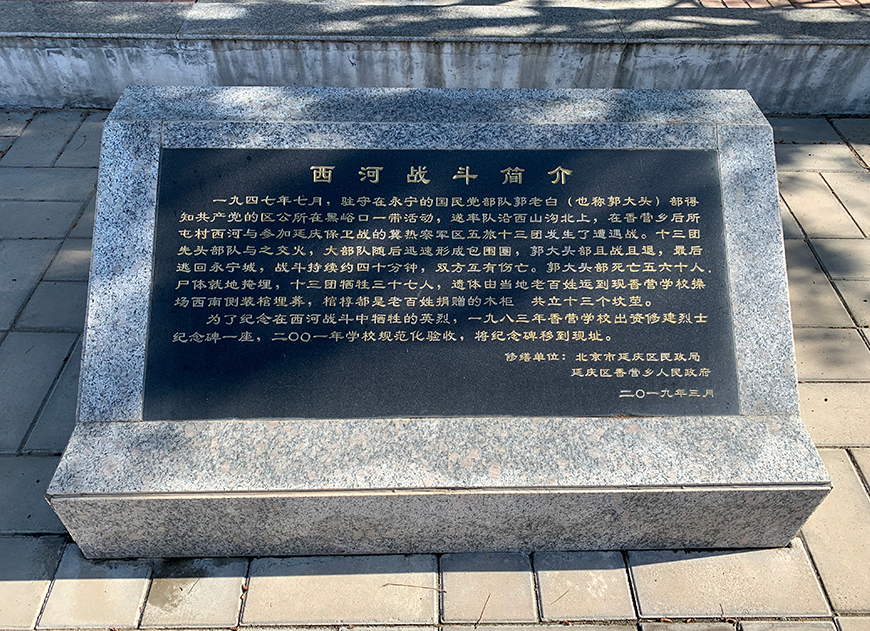 西河战斗简介
一九四七年七月，驻守在永宁的国民党部队郭老白（也称郭大头）部得
知共产党的区公所在黑峪口一带活动，遂率队沿西山沟北上，在香营乡后所
屯村西河与参加延庆保卫战的冀热察军区五旅十三团发生了遭遇战。十三团
先头部队与之交火，大部队随后迅速形成包围圈，郭大头部且战且退，最后
逃回永宁城，战斗持续约四十分钟，双方互有伤亡。郭大头部死亡五六十人，
尸体就地掩埋，十三团牺牲三十七人，遗体由当地老百姓运到现香营学校操
场西南侧装棺埋葬，棺椁都是老百姓捐赠的木柜 共立十三个坟茔。
为了纪念在西河战斗中牺牲的英烈，一九八三年香营学校出资修建烈士
纪念碑一座，二〇〇一年学校规范化验收，将纪念碑移到现址。
修缮单位：北京市延庆区民政局
延庆区香营乡人民政府
二〇一九年三月